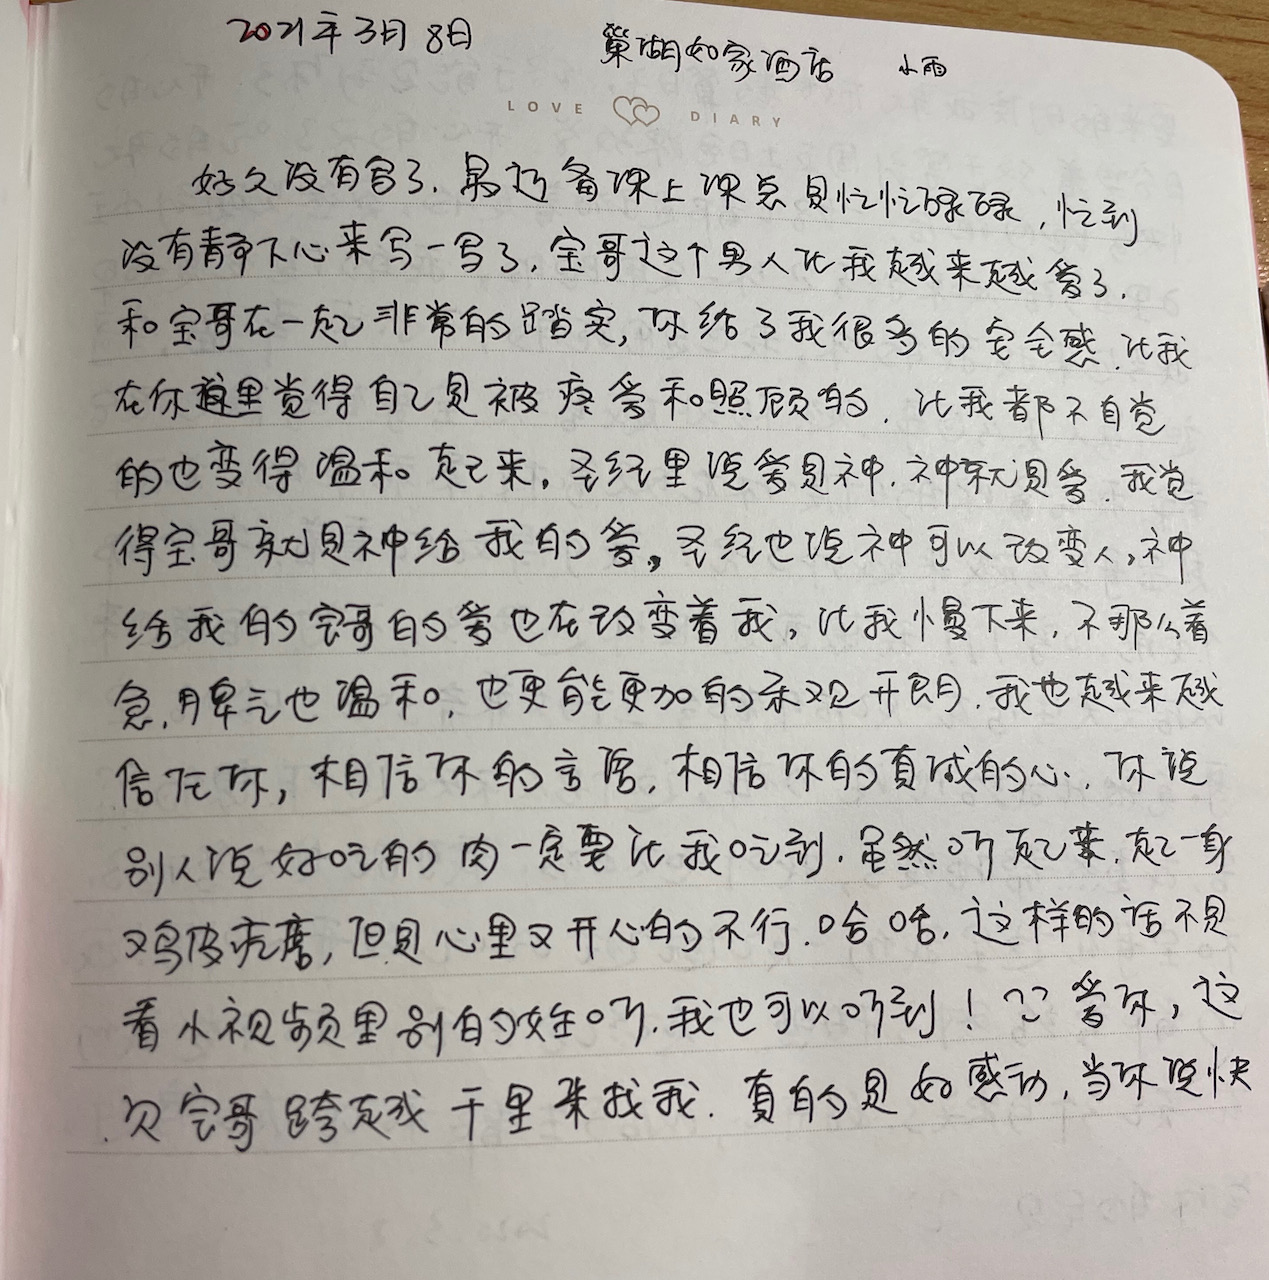 2021年3月8日 巢湖如家酒店 小雨
LOVE DIARY
好久没有写了,最近备课上课总是忙忙碌碌,忙到
没有静下心来写一写了,宝哥这个男人让我越来越爱了,
和宝哥在一起非常的踏实,你给了我很多的安全感,让我
在你这里觉得自己是被疼爱和照顾的,让我都不自觉
的也变得温和起来。圣经里说爱是神,神就是爱,我觉
得宝哥就是神给我的爱。圣经也说神可以改变人,神
给我的宝哥的爱也在改变着我,让我慢下来,不那么着
急,脾气也温和,也更能更加的乐观开朗,我也越来越
信任你,相信你的言语,相信你的真诚的心,你说
别人说好吃的肉一定要让我吃到,虽然听起来,起一身
鸡皮疙瘩,但是心里又开心的不行,哈哈,这样的话不是
看小视频里别的姓听,我也可以听到!爱你,这
次宝哥跨越千里来找我,真的是好感动,当你说快